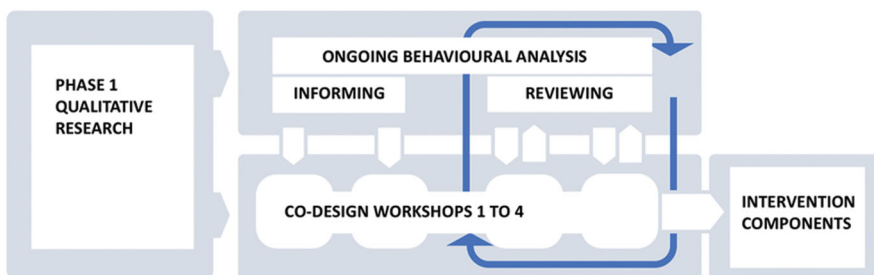 PHASE 1
QUALITATIVE
RESEARCH
ONGOING BEHAVIOURAL ANALYSIS
INFORMING
REVIEWING
CO-DESIGN WORKSHOPS 1 TO 4
INTERVENTION
COMPONENTS